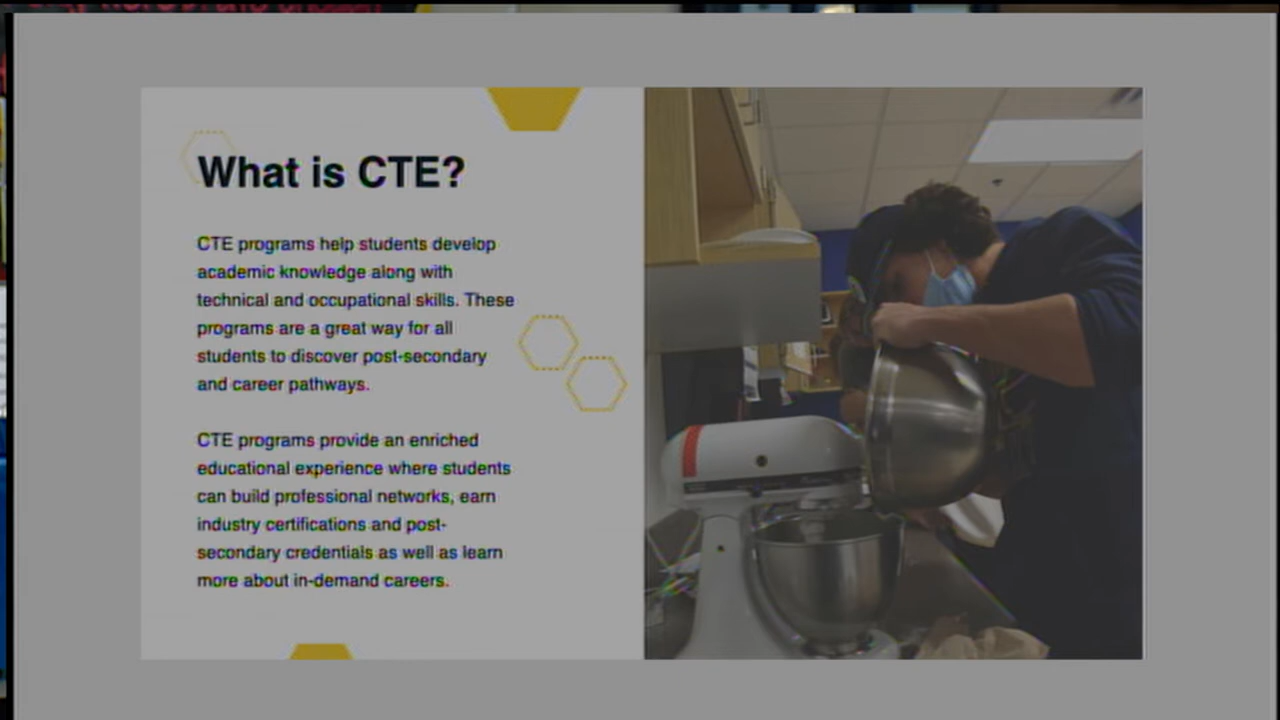 What is CTE?
CTE programs help students develop
academic knowledge along with
technical and occupational skills. These
programs are a great way for all
students to discover post-secondary
and career pathways.
CTE programs provide an enriched
educational experience where students
can build professional networks, earn
industry certifications and post-
secondary credentials as well as learn
more about in-demand careers.